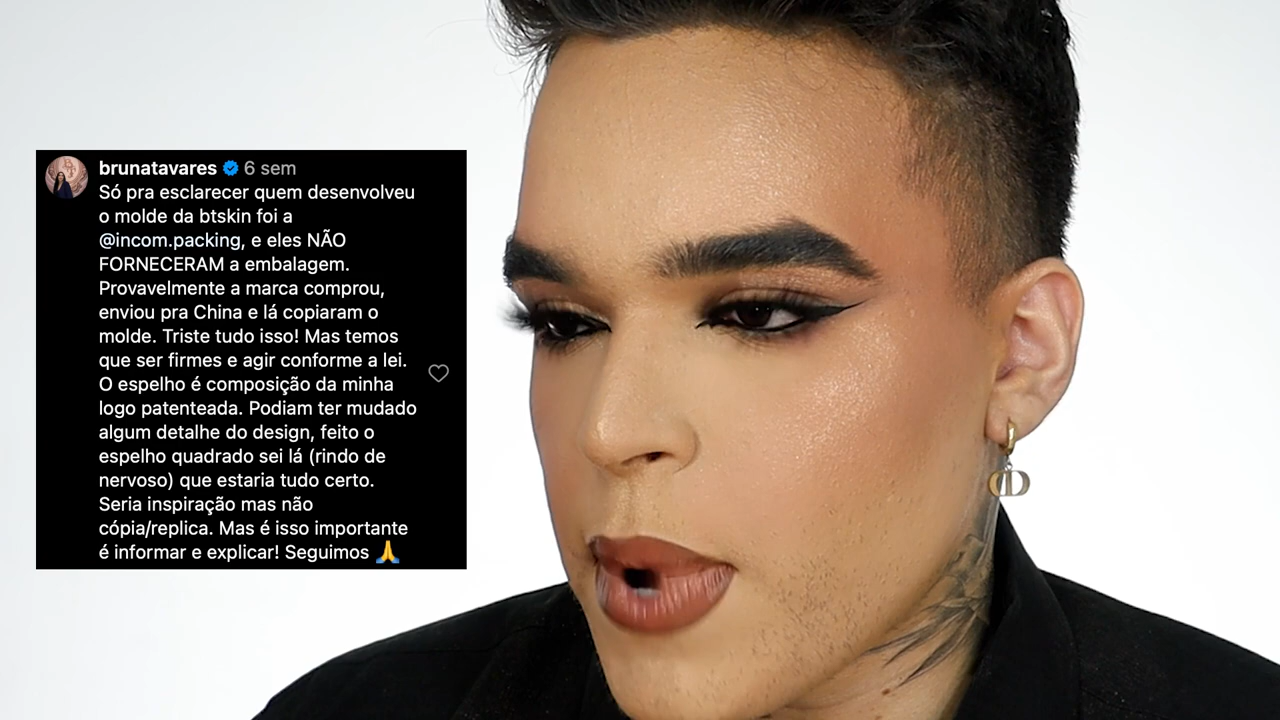 brunatavares 6 sem
Só pra esclarecer quem desenvolveu
o molde da btskin foi a
@incom.packing, e eles NÃO
FORNECERAM a embalagem.
Provavelmente a marca comprou,
enviou pra China e lá copiaram o
molde. Triste tudo isso! Mas temos
que ser firmes e agir conforme a lei.
O espelho é composição da minha
logo patenteada. Podiam ter mudado
algum detalhe do design, feito o
espelho quadrado sei lá (rindo de
nervoso) que estaria tudo certo.
Seria inspiração mas não
cópia/replica. Mas é isso importante
é informar e explicar! Seguimos 🙏
CD